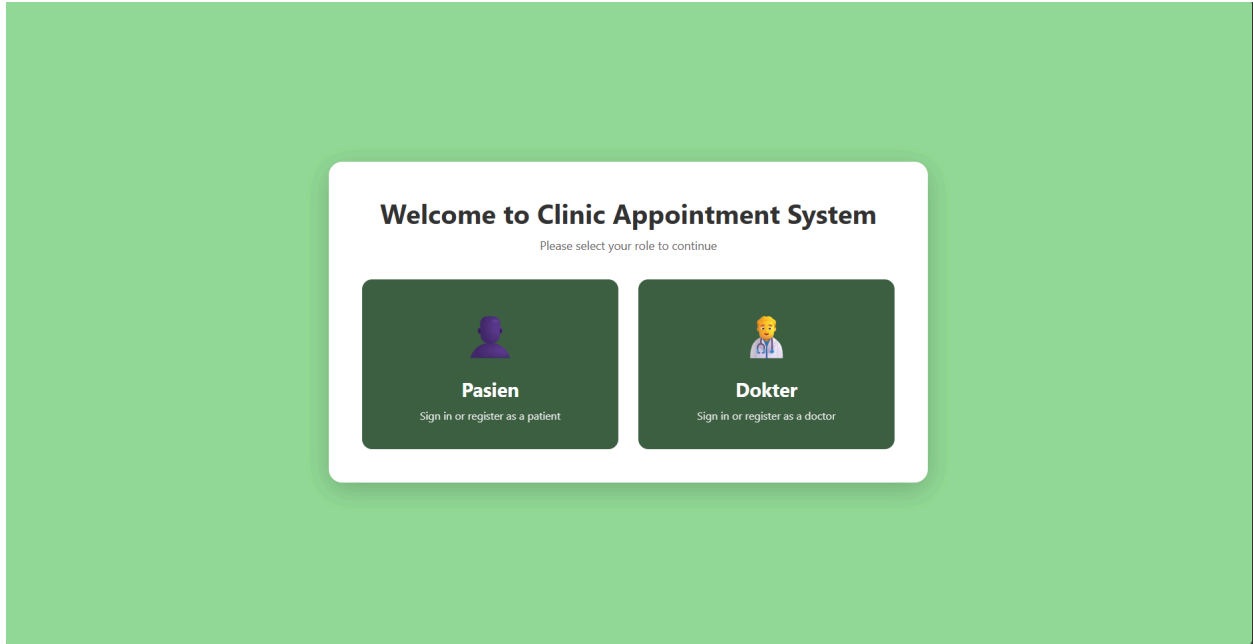 Welcome to Clinic Appointment System
Please select your role to continue
Pasien
Sign in or register as a patient
Dokter
Sign in or register as a doctor